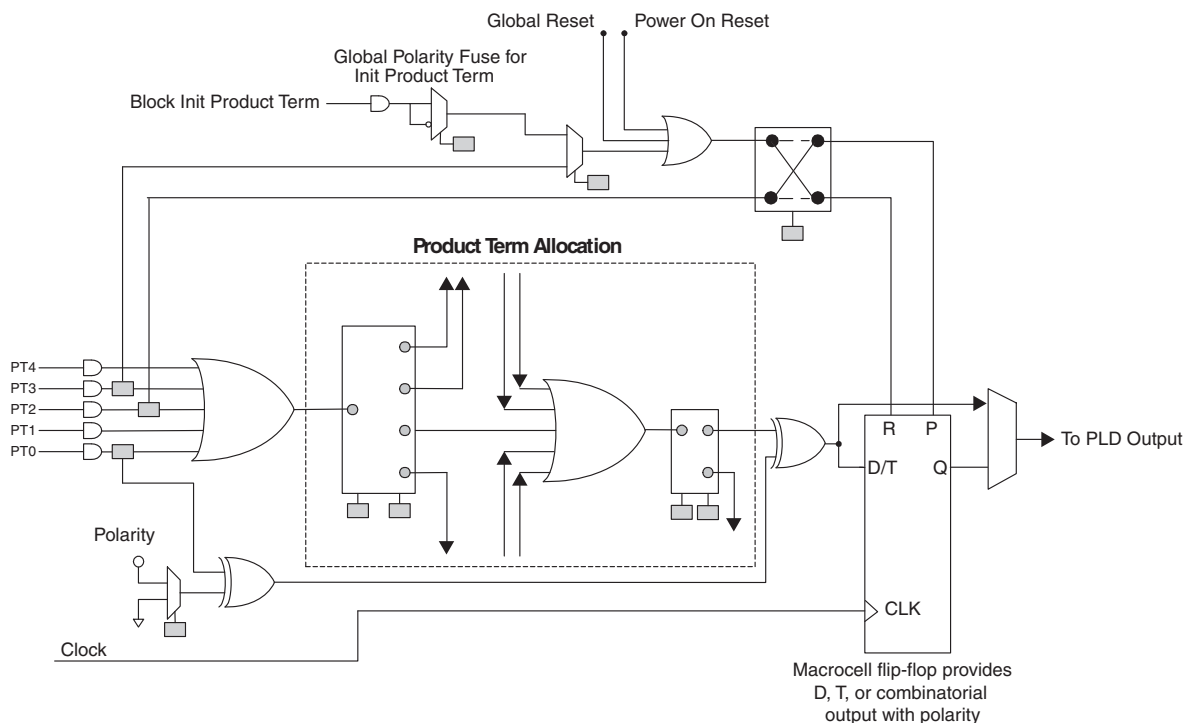 Global Reset
Power On Reset
Global Polarity Fuse for
Init Product Term
Block Init Product Term
Product Term Allocation
PT4
PT3
PT2
PT1
PT0
R
P
D/T
Q
To PLD Output
Polarity
CLK
Clock
Macrocell flip-flop provides
D, T, or combinatorial
output with polarity